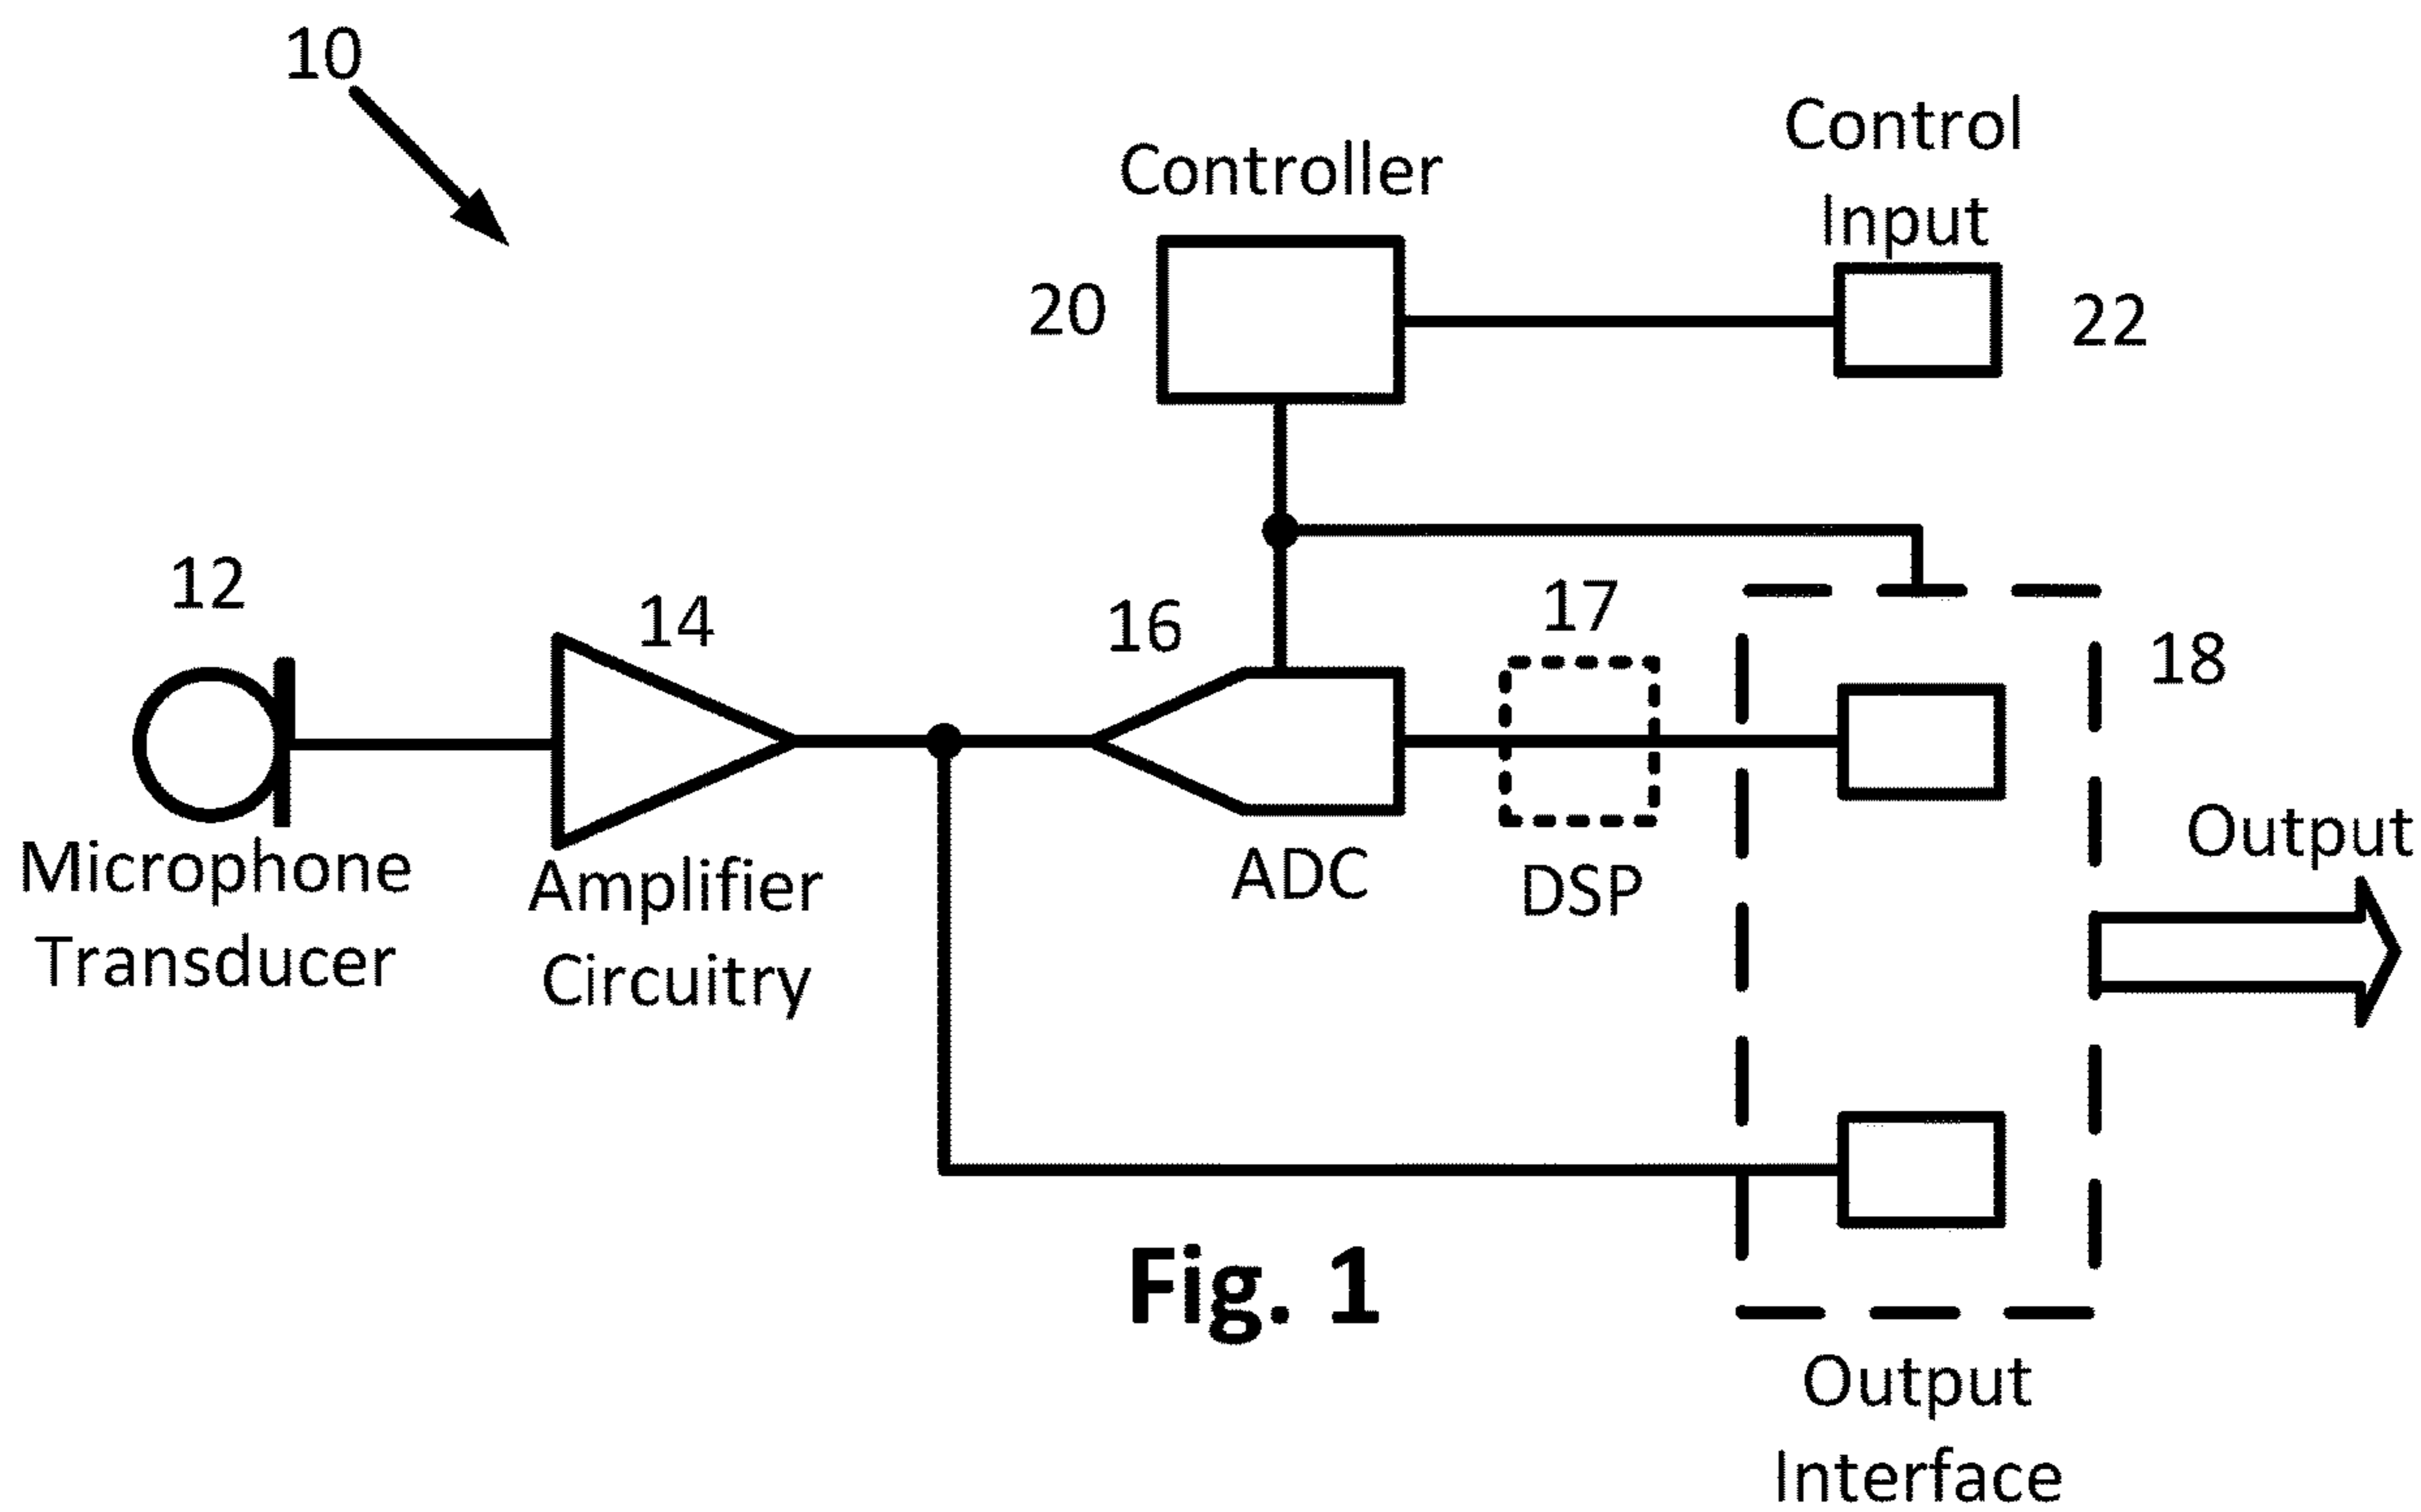 10
Controller
Control
Input
20
22
12
14
16
17
18
Microphone
Transducer
Amplifier
Circuitry
ADC
DSP
Output
Fig. 1
Output
Interface